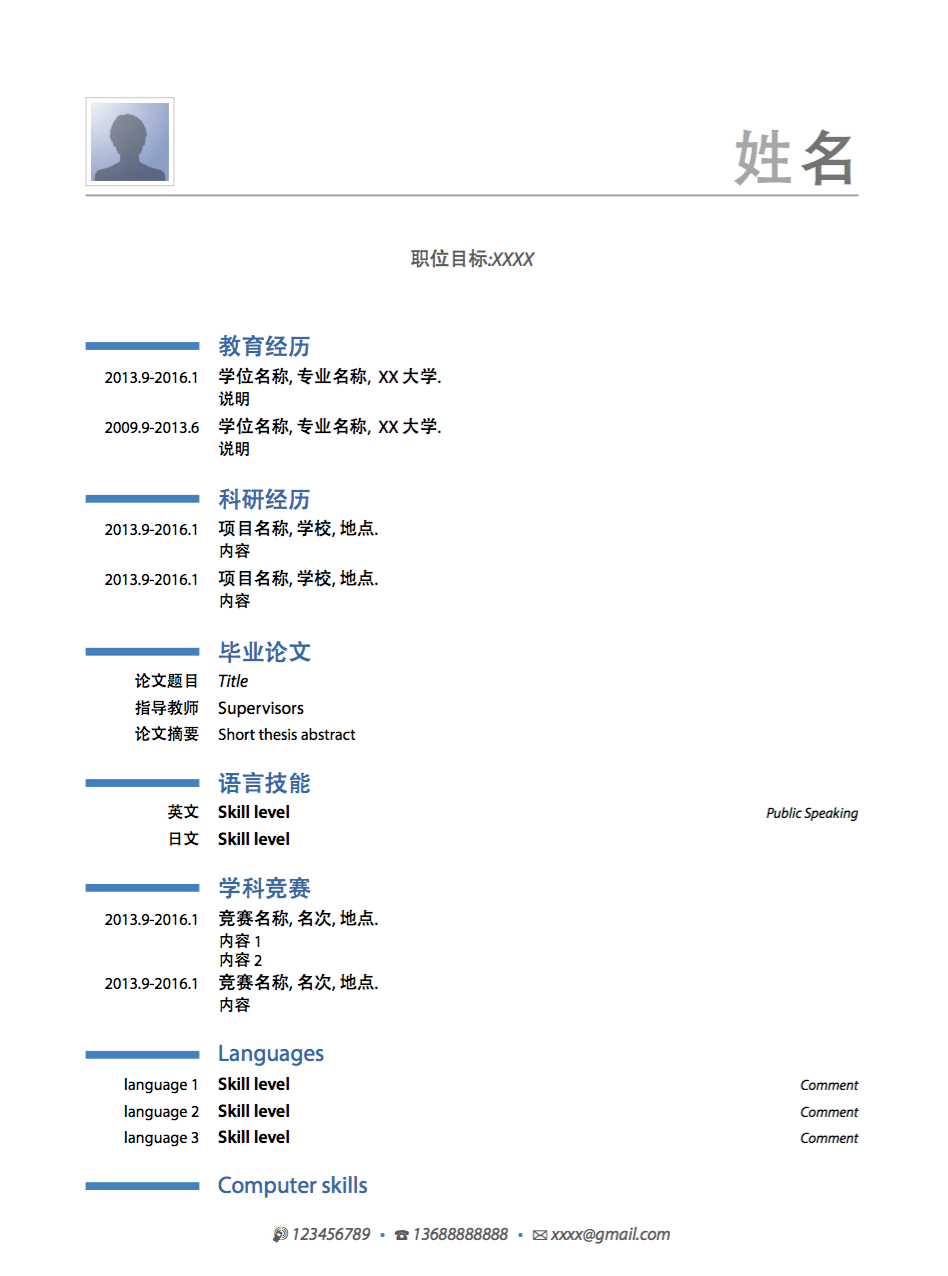 姓名
职位目标:XXXX
教育经历
2013.9-2016.1 学位名称, 专业名称, XX 大学.
说明
2009.9-2013.6 学位名称, 专业名称, XX 大学.
说明
科研经历
2013.9-2016.1 项目名称, 学校, 地点.
内容
2013.9-2016.1 项目名称, 学校, 地点.
内容
毕业论文
论文题目 Title
指导教师 Supervisors
论文摘要 Short thesis abstract
语言技能
英文 Skill level Public Speaking
日文 Skill level
学科竞赛
2013.9-2016.1 竞赛名称, 名次, 地点.
内容 1
内容 2
2013.9-2016.1 竞赛名称, 名次, 地点.
内容
Languages
language 1 Skill level Comment
language 2 Skill level Comment
language 3 Skill level Comment
Computer skills
123456789 • ☎ 13688888888 • ✉ xxxx@gmail.com